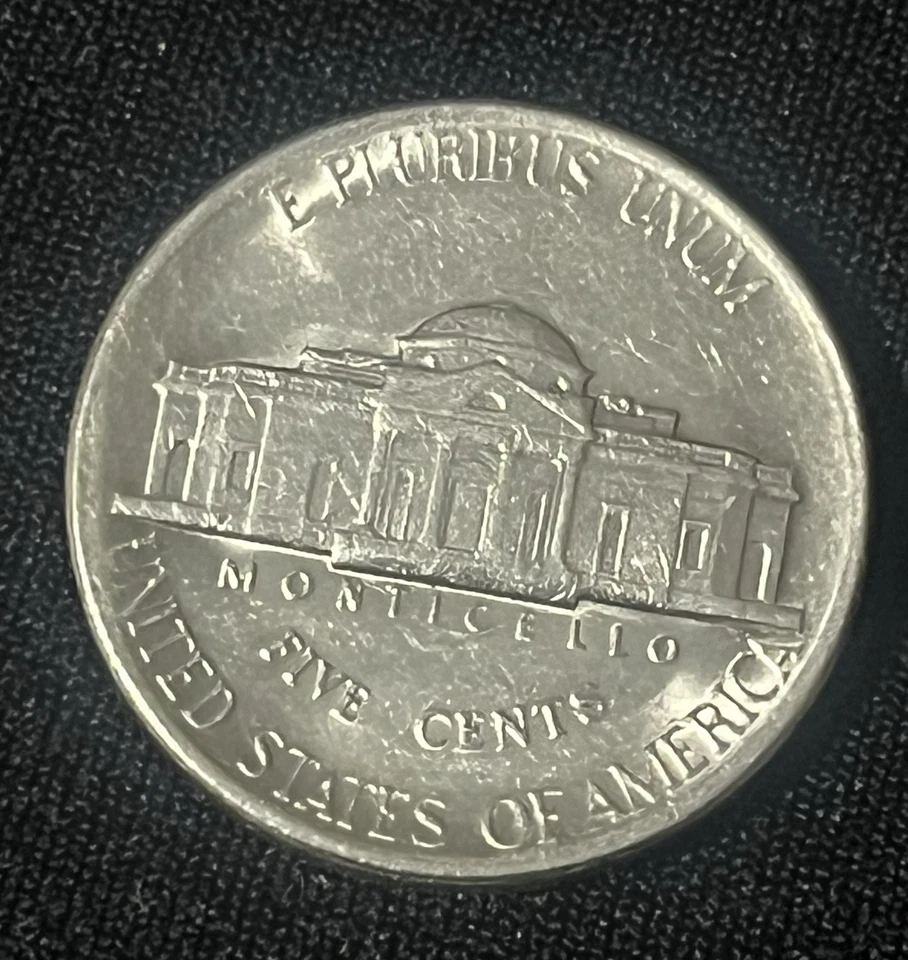 E PLURIBUS UNUM
MONTICELLO
FIVE CENTS
UNITED STATES OF AMERICA